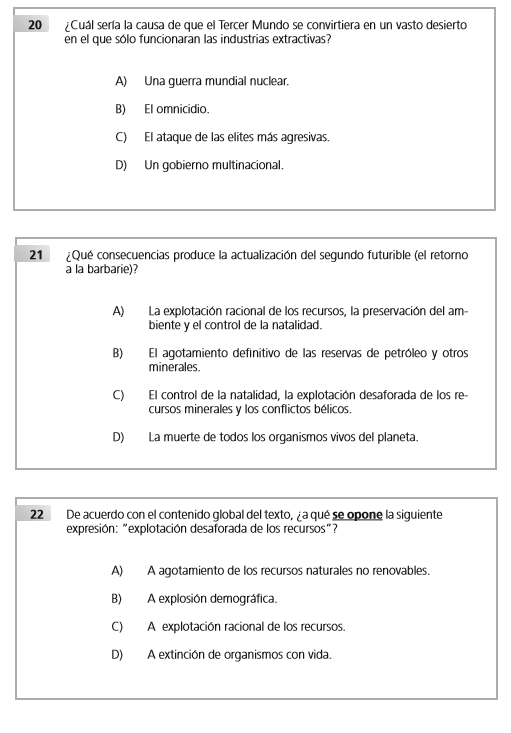 20 ¿Cuál sería la causa de que el Tercer Mundo se convirtiera en un vasto desierto
en el que sólo funcionaran las industrias extractivas?
A) Una guerra mundial nuclear.
B) El omnicidio.
C) El ataque de las elites más agresivas.
D) Un gobierno multinacional.
21 ¿Qué consecuencias produce la actualización del segundo futurible (el retorno
a la barbarie)?
A) La explotación racional de los recursos, la preservación del am-
biente y el control de la natalidad.
B) El agotamiento definitivo de las reservas de petróleo y otros
minerales.
C) El control de la natalidad, la explotación desaforada de los re-
cursos minerales y los conflictos bélicos.
D) La muerte de todos los organismos vivos del planeta.
22 De acuerdo con el contenido global del texto, ¿a qué se opone la siguiente
expresión: “explotación desaforada de los recursos”?
A) A agotamiento de los recursos naturales no renovables.
B) A explosión demográfica.
C) A explotación racional de los recursos.
D) A extinción de organismos con vida.